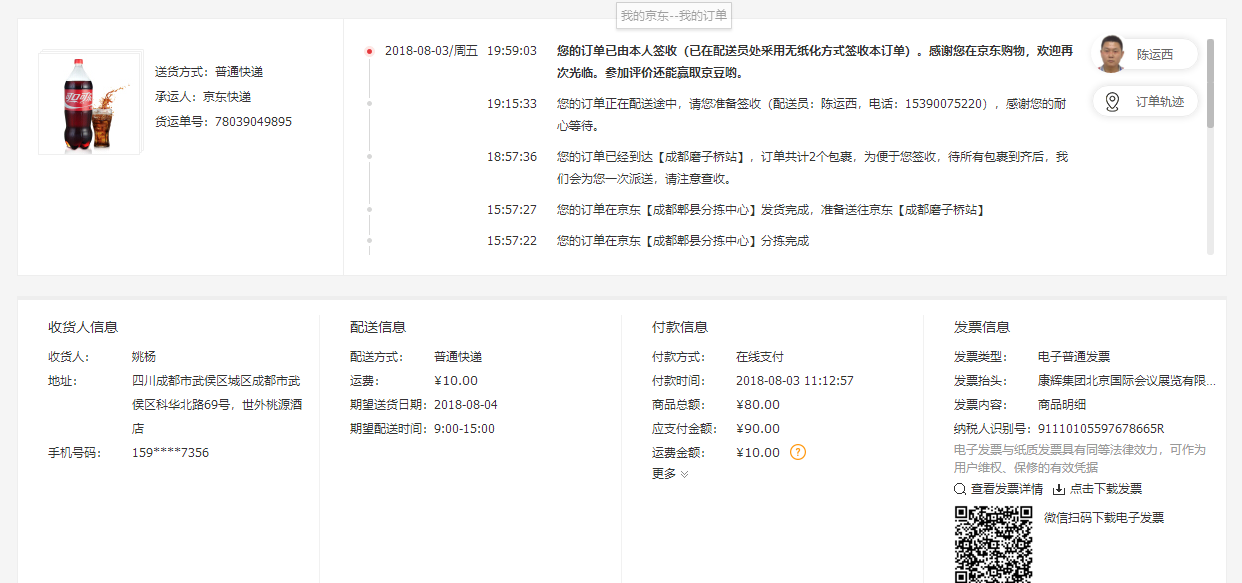 我的京东--我的订单
送货方式：普通快递
承运人：京东快递
货运单号：78039049895
可口可乐
2018-08-03/周五 19:59:03 您的订单已由本人签收（已在配送员处采用无纸化方式签收本订单）。感谢您在京东购物，欢迎再
次光临。参加评价还能赢取京豆哟。
19:15:33 您的订单正在配送途中，请您准备签收（配送员：陈运西，电话：15390075220），感谢您的耐
心等待。
18:57:36 您的订单已经到达【成都磨子桥站】，订单共计2个包裹，为便于您签收，待所有包裹到齐后，我
们会为您一次派送，请注意查收。
15:57:27 您的订单在京东【成都郫县分拣中心】发货完成，准备送往京东【成都磨子桥站】
15:57:22 您的订单在京东【成都郫县分拣中心】分拣完成
陈运西
订单轨迹
收货人信息
收货人： 姚杨
地址： 四川成都市武侯区城区成都市武
侯区科华北路69号，世外桃源酒
店
手机号码： 159****7356
配送信息
配送方式： 普通快递
运费： ¥10.00
期望送货日期：2018-08-04
期望配送时间：9:00-15:00
付款信息
付款方式： 在线支付
付款时间： 2018-08-03 11:12:57
商品总额： ¥80.00
应支付金额： ¥90.00
运费金额： ¥10.00 ?
更多
发票信息
发票类型： 电子普通发票
发票抬头： 康辉集团北京国际会议展览有限...
发票内容： 商品明细
纳税人识别号：91110105597678665R
电子发票与纸质发票具有同等法律效力，可作为
用户维权、保修的有效凭据
查看发票详情 点击下载发票
微信扫码下载电子发票